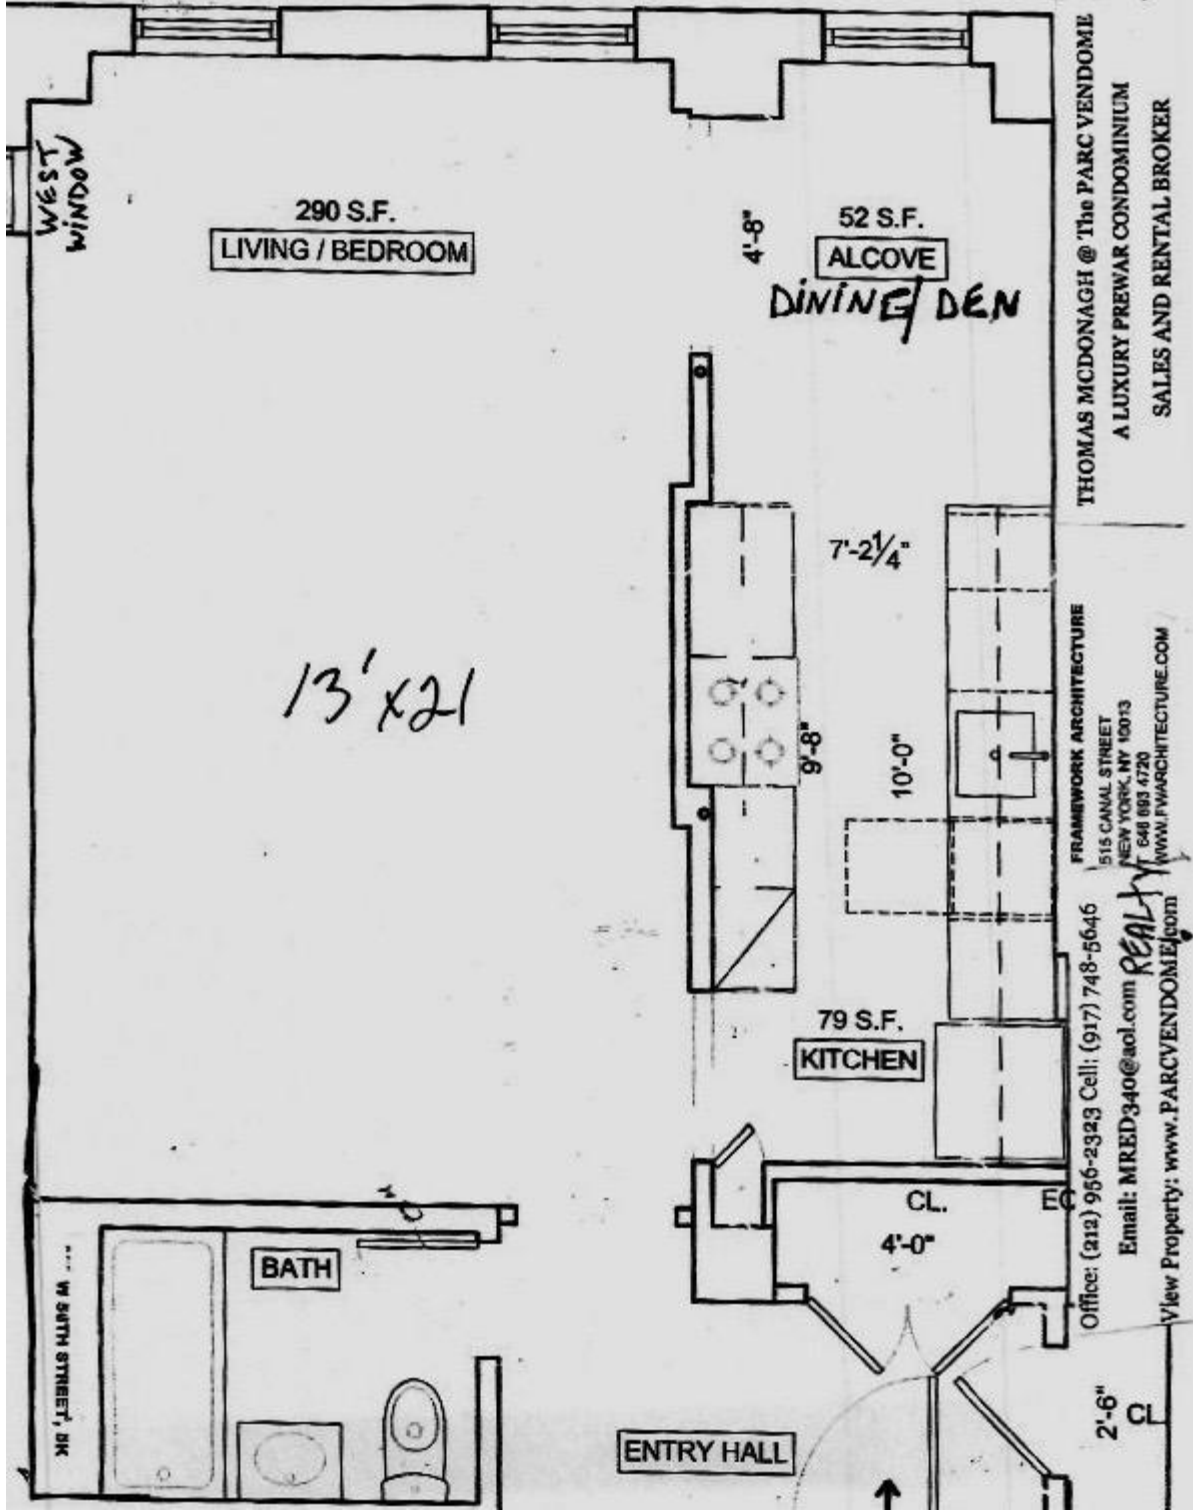 WEST
WINDOW
290 S.F.
LIVING / BEDROOM
4'-8"
52 S.F.
ALCOVE
DINING/ DEN
7'-2¼"
13' x21
9'-8"
10'-0"
79 S.F.
KITCHEN
CL.
4'-0"
BATH
W 56TH STREET, 8K
ENTRY HALL
2'-6"
CL
THOMAS MCDONAGH @ The PARC VENDOME
A LUXURY PREWAR CONDOMINIUM
SALES AND RENTAL BROKER
FRAMEWORK ARCHITECTURE
515 CANAL STREET
NEW YORK, NY 10013
T 646 693 4720
WWW.FWARCHITECTURE.COM
Office: (212) 956-2323 Cell: (917) 748-5646
Email: MRED340@aol.com
REALTY
View Property: www.PARCVENDOME.com